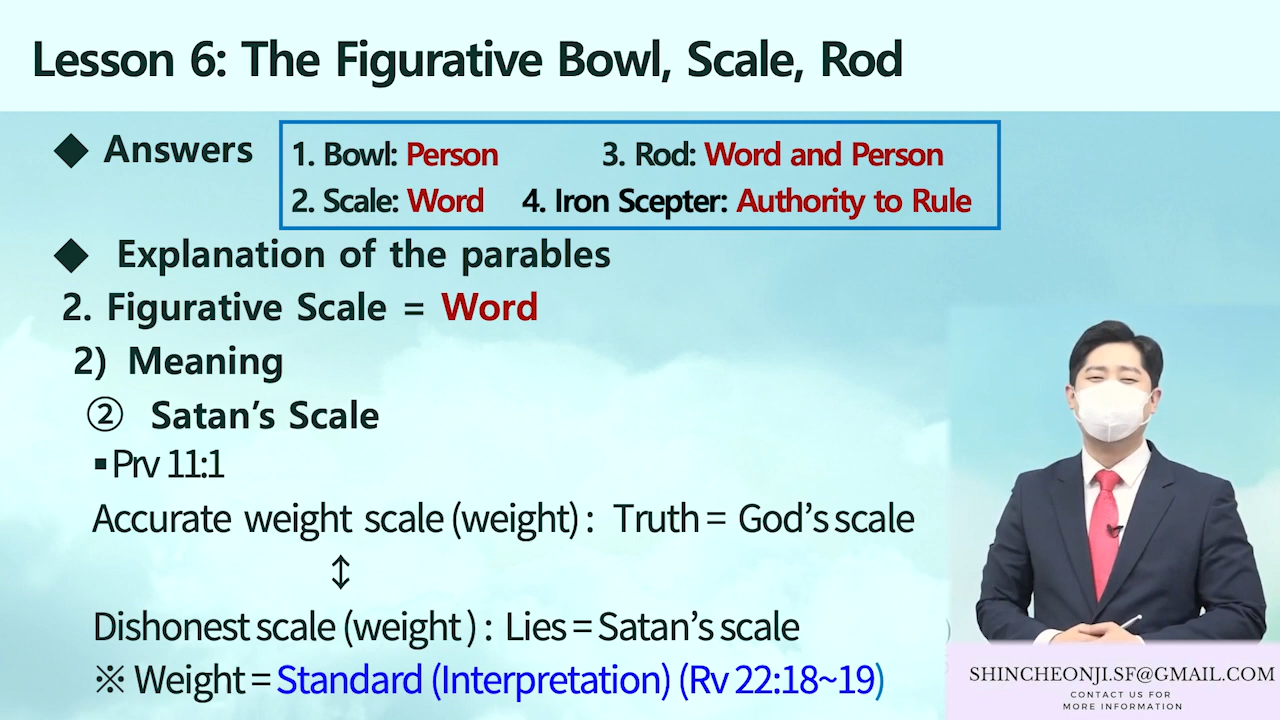 Lesson 6: The Figurative Bowl, Scale, Rod
◆ Answers
1. Bowl: Person 3. Rod: Word and Person
2. Scale: Word 4. Iron Scepter: Authority to Rule
◆ Explanation of the parables
2. Figurative Scale = Word
2) Meaning
② Satan’s Scale
▪Prv 11:1
Accurate weight scale (weight) : Truth = God’s scale
↕
Dishonest scale (weight ) : Lies = Satan’s scale
※ Weight = Standard (Interpretation) (Rv 22:18~19)
SHINCHEONJI.SF@GMAIL.COM
CONTACT US FOR
MORE INFORMATION